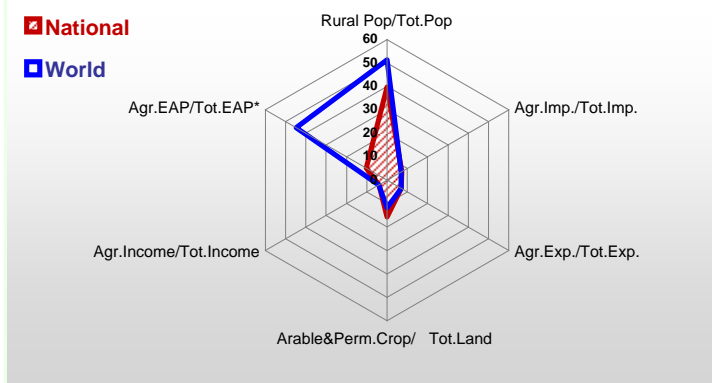 National
World
Rural Pop/Tot.Pop
60
50
40
30
20
10
0
Agr.EAP/Tot.EAP*
Agr.Imp./Tot.Imp.
Agr.Income/Tot.Income
Agr.Exp./Tot.Exp.
Arable&Perm.Crop/ Tot.Land